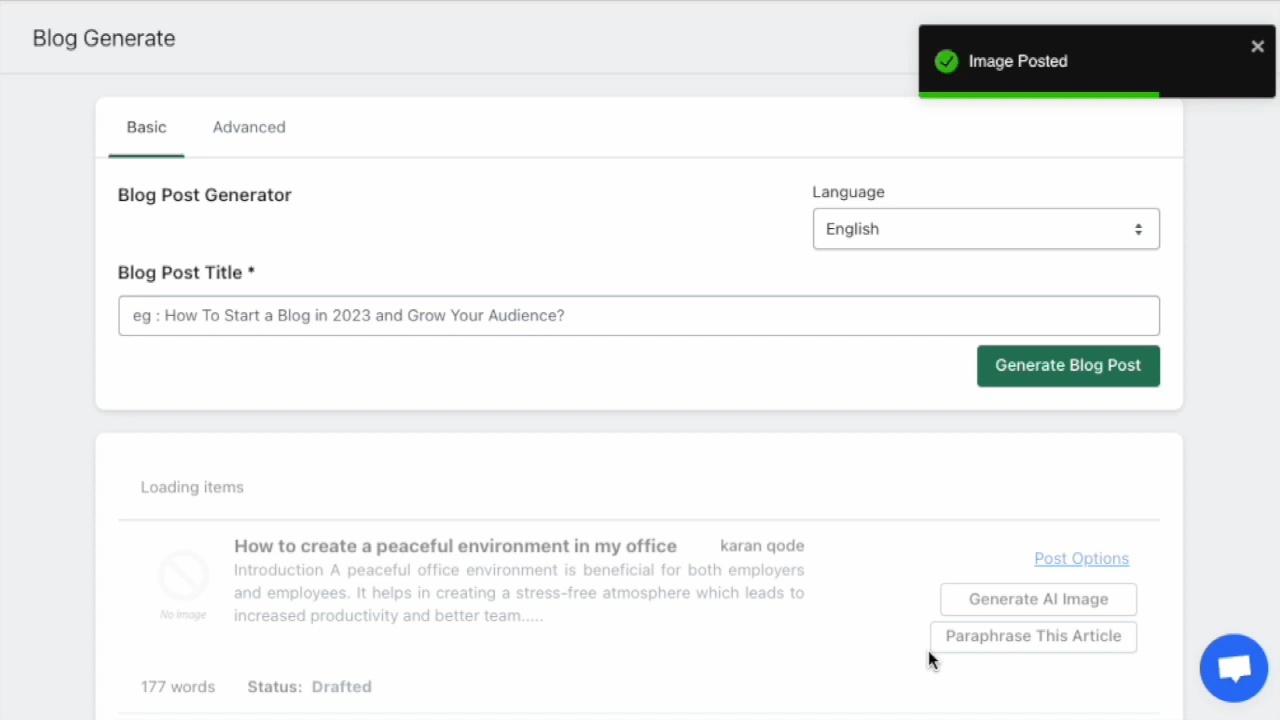 Blog Generate
Image Posted
Basic
Advanced
Blog Post Generator
Language
English
Blog Post Title *
eg : How To Start a Blog in 2023 and Grow Your Audience?
Generate Blog Post
Loading items
How to create a peaceful environment in my office
karan qode
Introduction A peaceful office environment is beneficial for both employers
and employees. It helps in creating a stress-free atmosphere which leads to
increased productivity and better team.....
No Image
Post Options
Generate AI Image
Paraphrase This Article
177 words
Status: Drafted